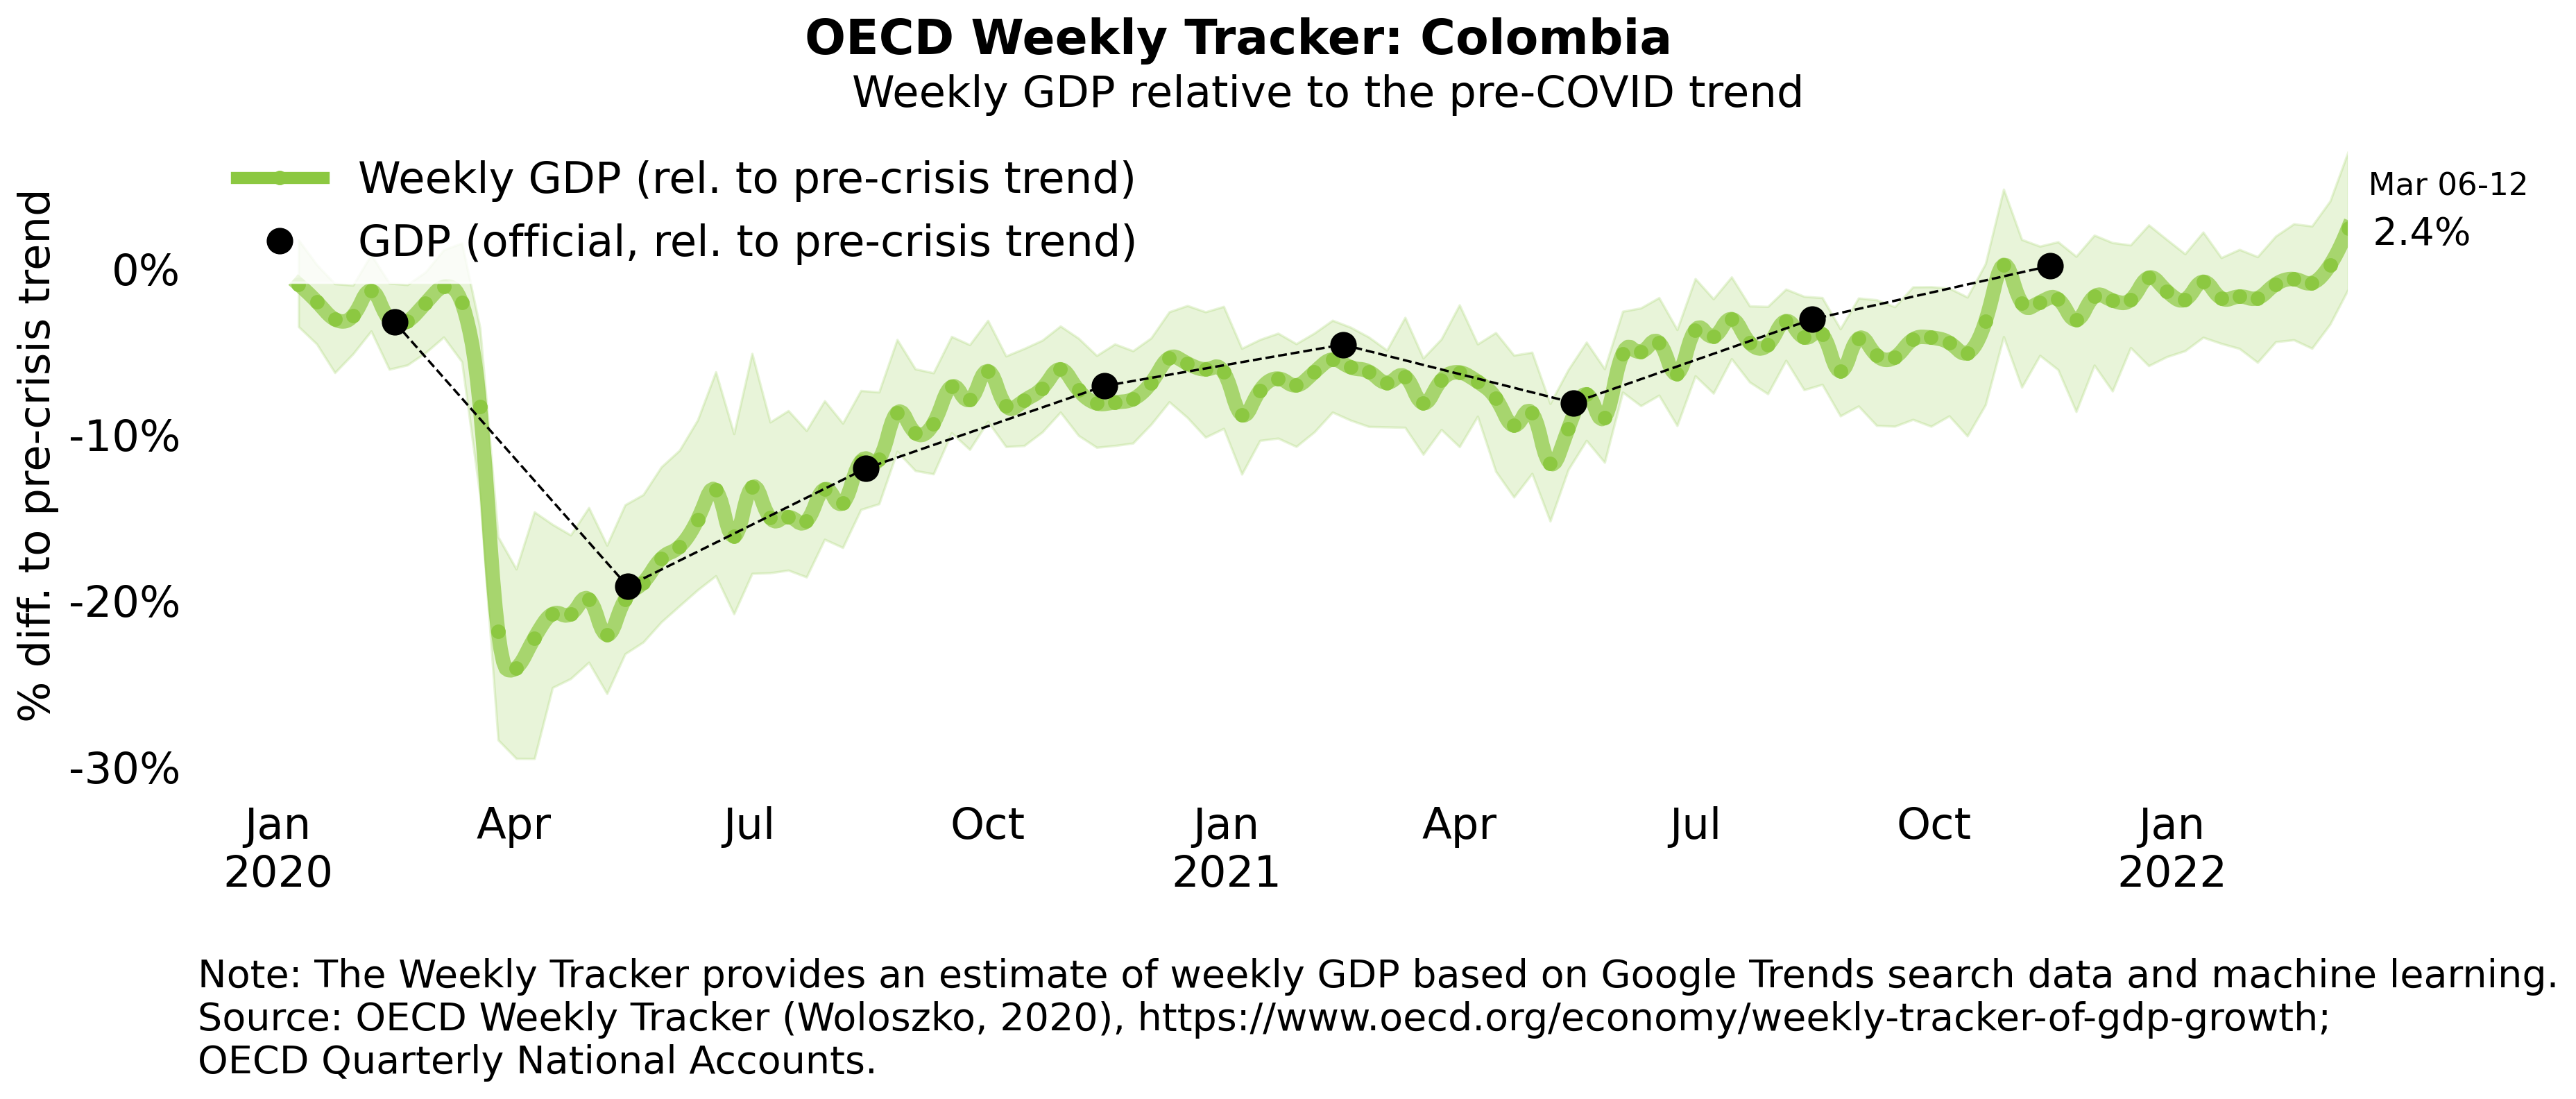 OECD Weekly Tracker: Colombia
Weekly GDP relative to the pre-COVID trend
Weekly GDP (rel. to pre-crisis trend)
GDP (official, rel. to pre-crisis trend)
Mar 06-12
2.4%
% diff. to pre-crisis trend
0%
-10%
-20%
-30%
Jan Apr Jul Oct Jan Apr Jul Oct Jan
2020 2021 2022
Note: The Weekly Tracker provides an estimate of weekly GDP based on Google Trends search data and machine learning.
Source: OECD Weekly Tracker (Woloszko, 2020), https://www.oecd.org/economy/weekly-tracker-of-gdp-growth;
OECD Quarterly National Accounts.